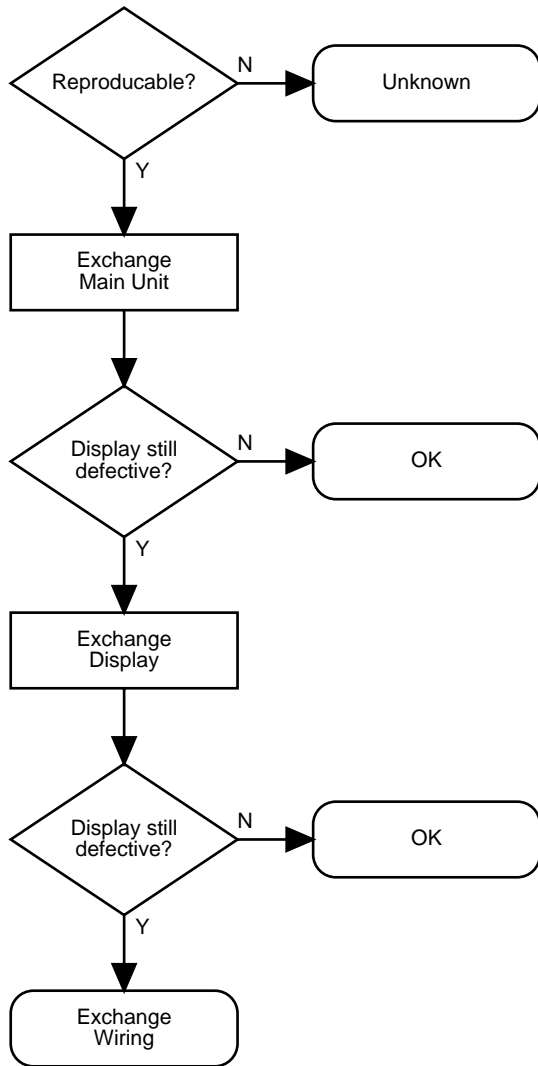 Reproducable?
N
Unknown
Y
Exchange
Main Unit
Display still
defective?
N
OK
Y
Exchange
Display
Display still
defective?
N
OK
Y
Exchange
Wiring